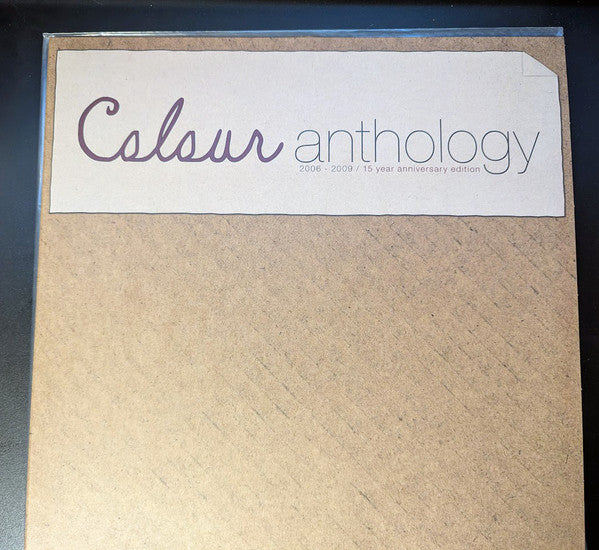 Colour anthology
2006 - 2009 / 15 year anniversary edition